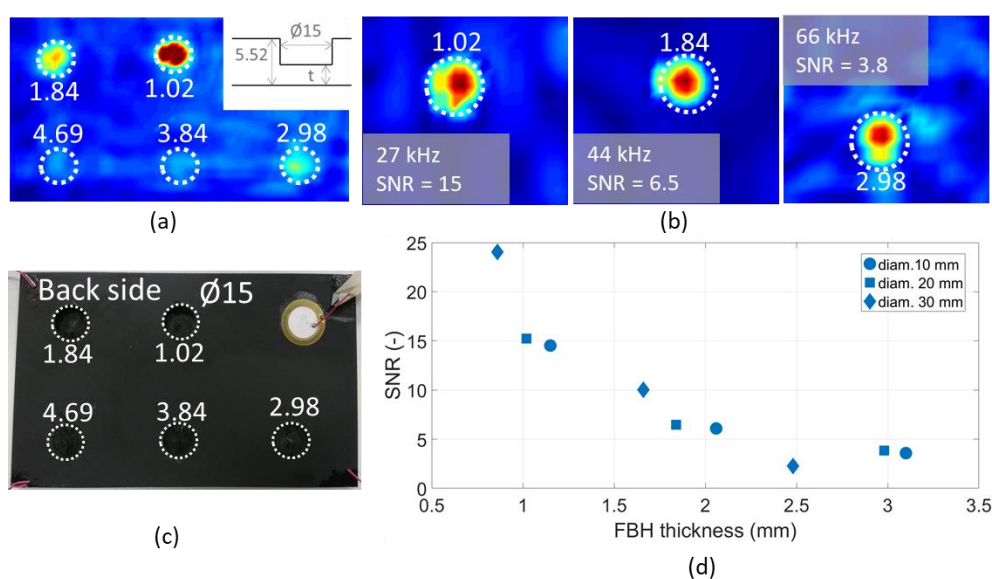 1.84
1.02
4.69
3.84
2.98
Ø15
5.52
t
1.02
27 kHz
SNR = 15
1.84
44 kHz
SNR = 6.5
66 kHz
SNR = 3.8
2.98
(a)
(b)
Back side
Ø15
1.84
1.02
4.69
3.84
2.98
(c)
SNR (-)
25
20
15
10
5
0
0.5
1
1.5
2
2.5
3
3.5
FBH thickness (mm)
diam.10 mm
diam. 20 mm
diam. 30 mm
(d)